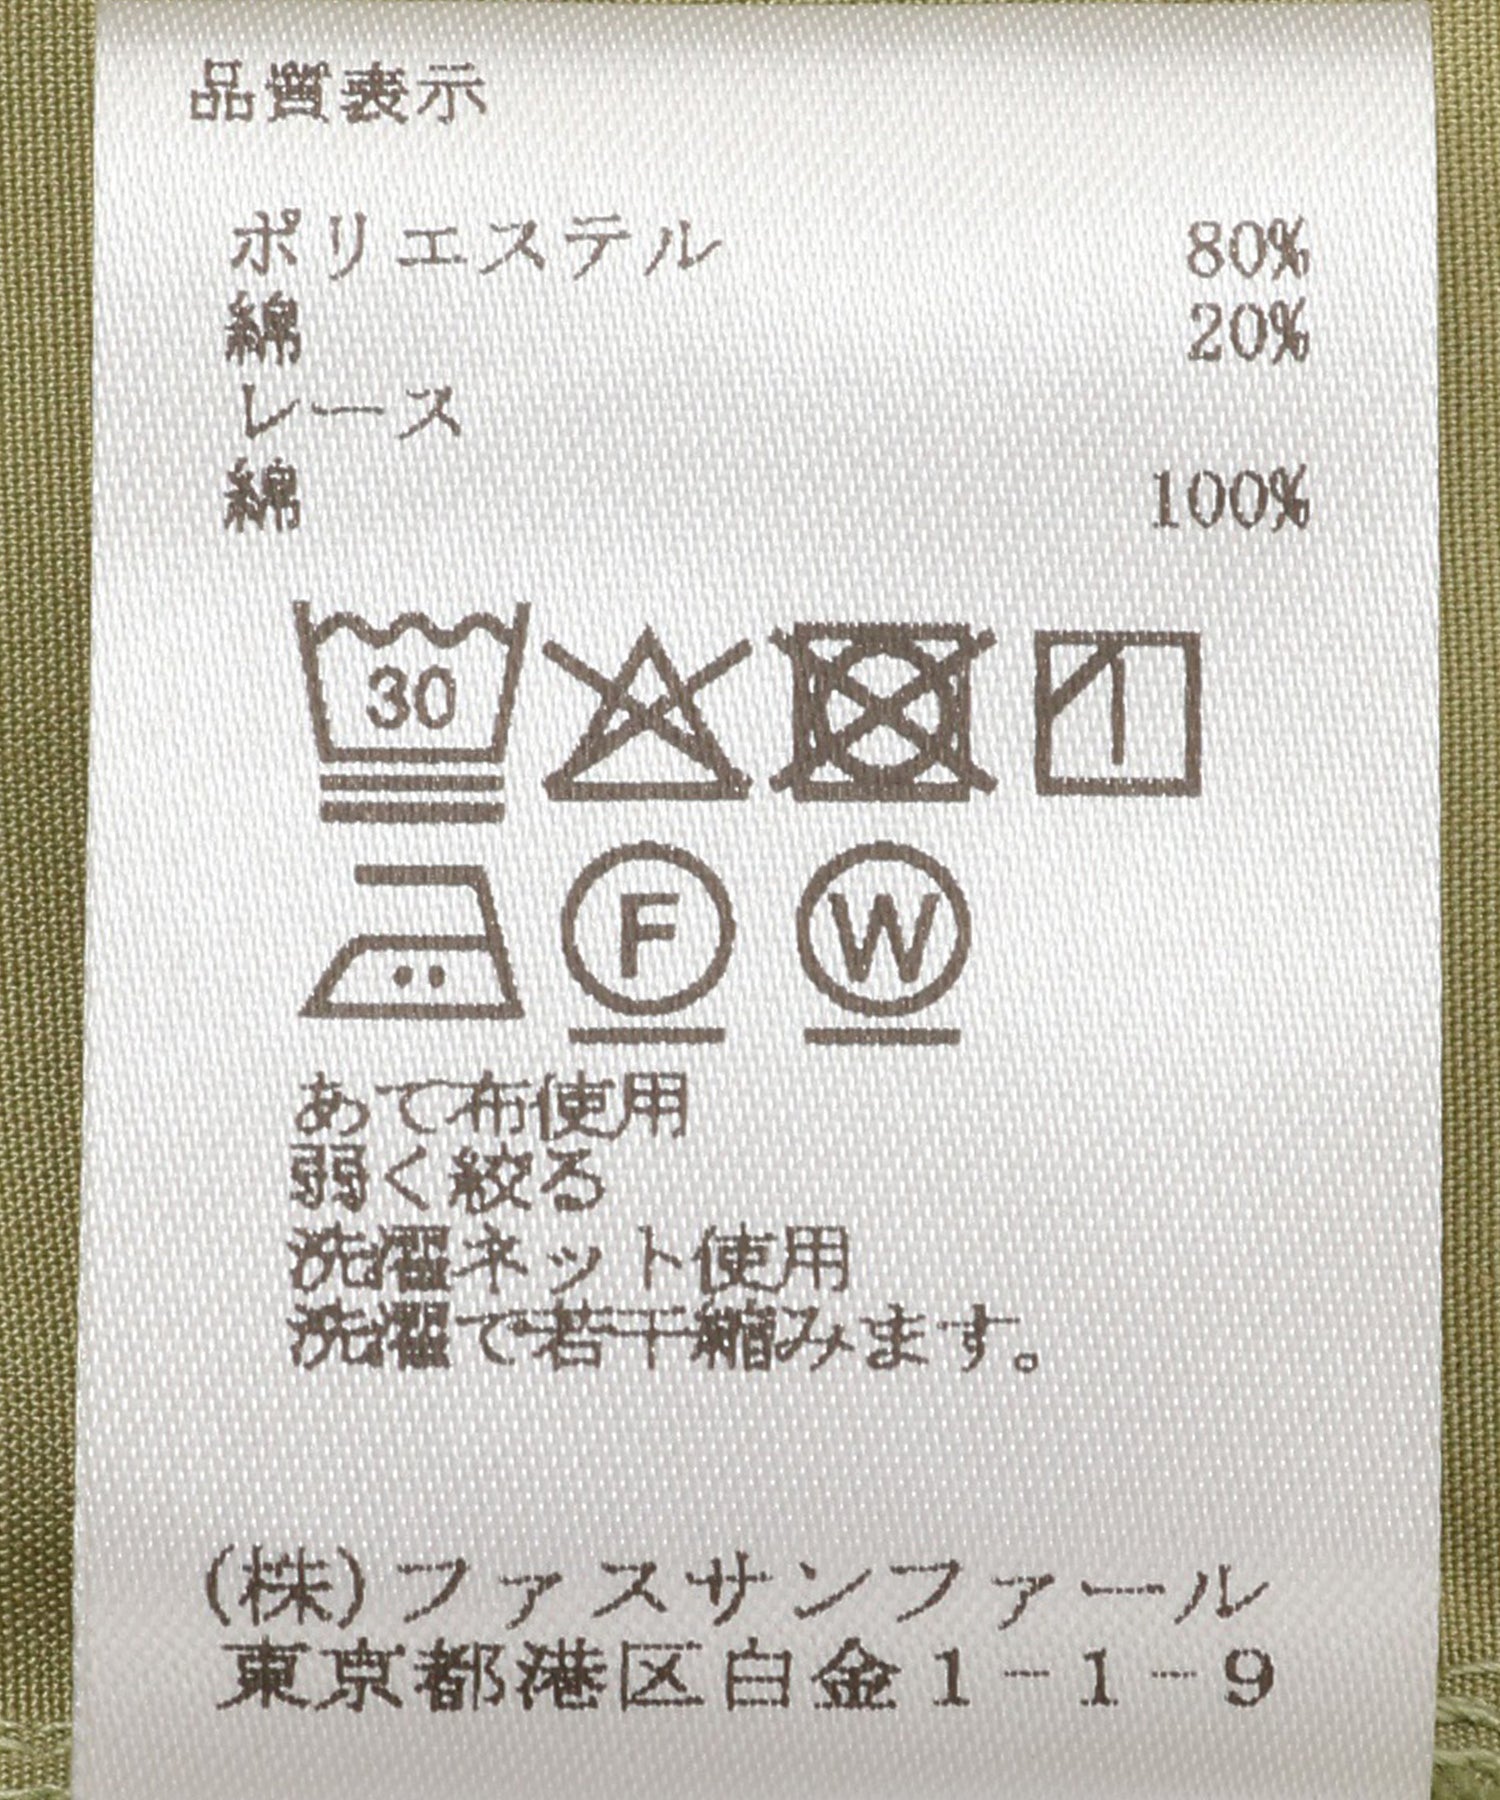 品質表示
ポリエステル 80%
綿 20%
レース
綿 100%
30
F W
あて布使用
弱く絞る
洗濯ネット使用
洗濯で若干縮みます。
(株)ファスサンファール
東京都港区白金1-1-9